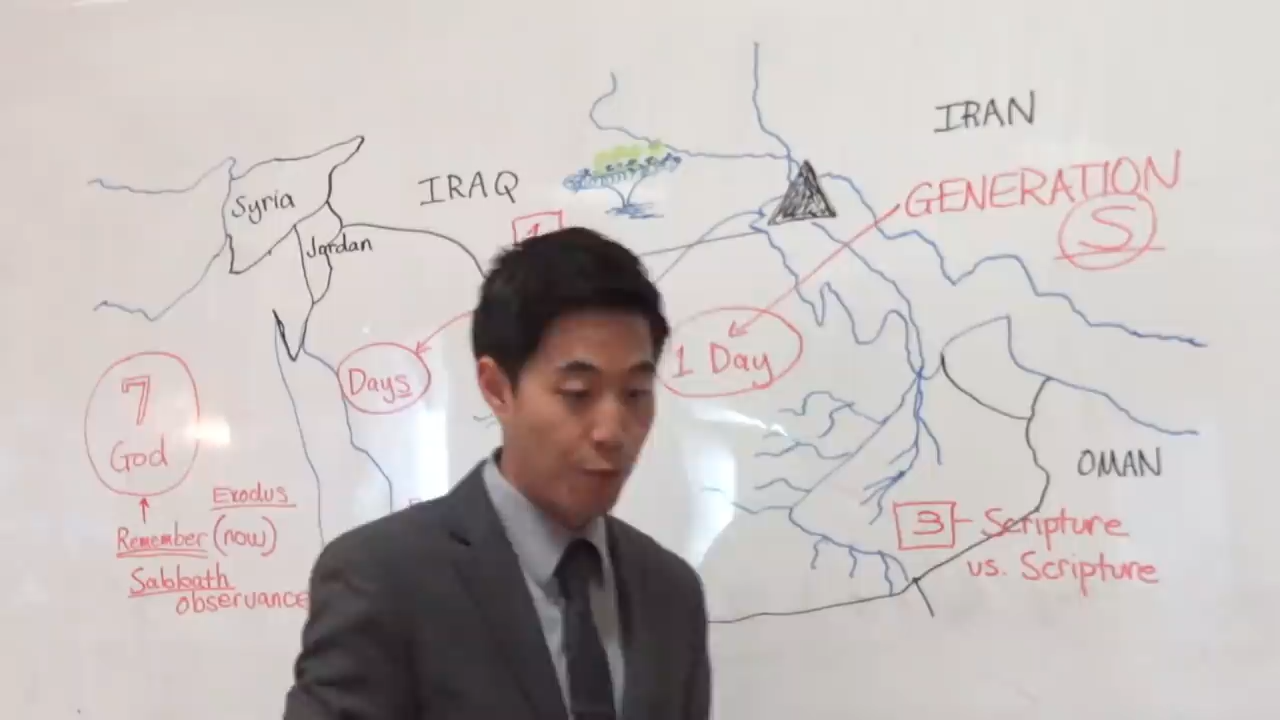 IRAN
IRAQ
Syria
Jordan
GENERATION
S
1 Day
Days
7
God
Exodus
Remember (now)
Sabbath
observance
OMAN
3 - Scripture
vs. Scripture